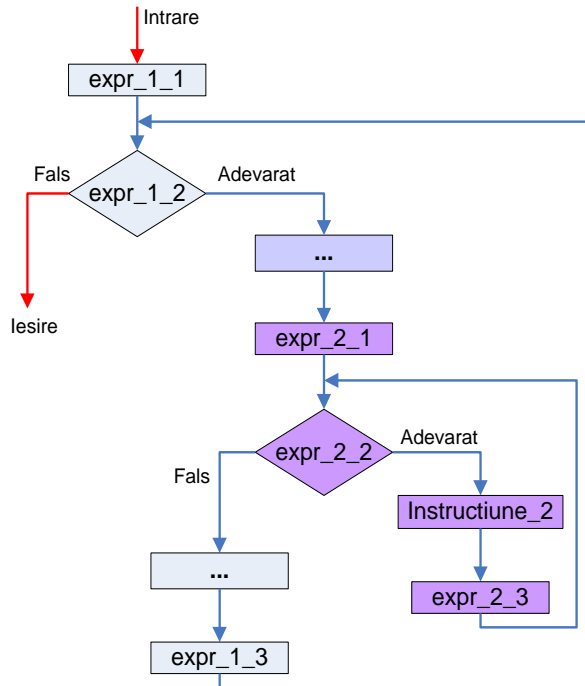 Intrare
expr_1_1
Fals
expr_1_2
Adevarat
...
Iesire
expr_2_1
Fals
expr_2_2
Adevarat
Instructiune_2
...
expr_2_3
expr_1_3